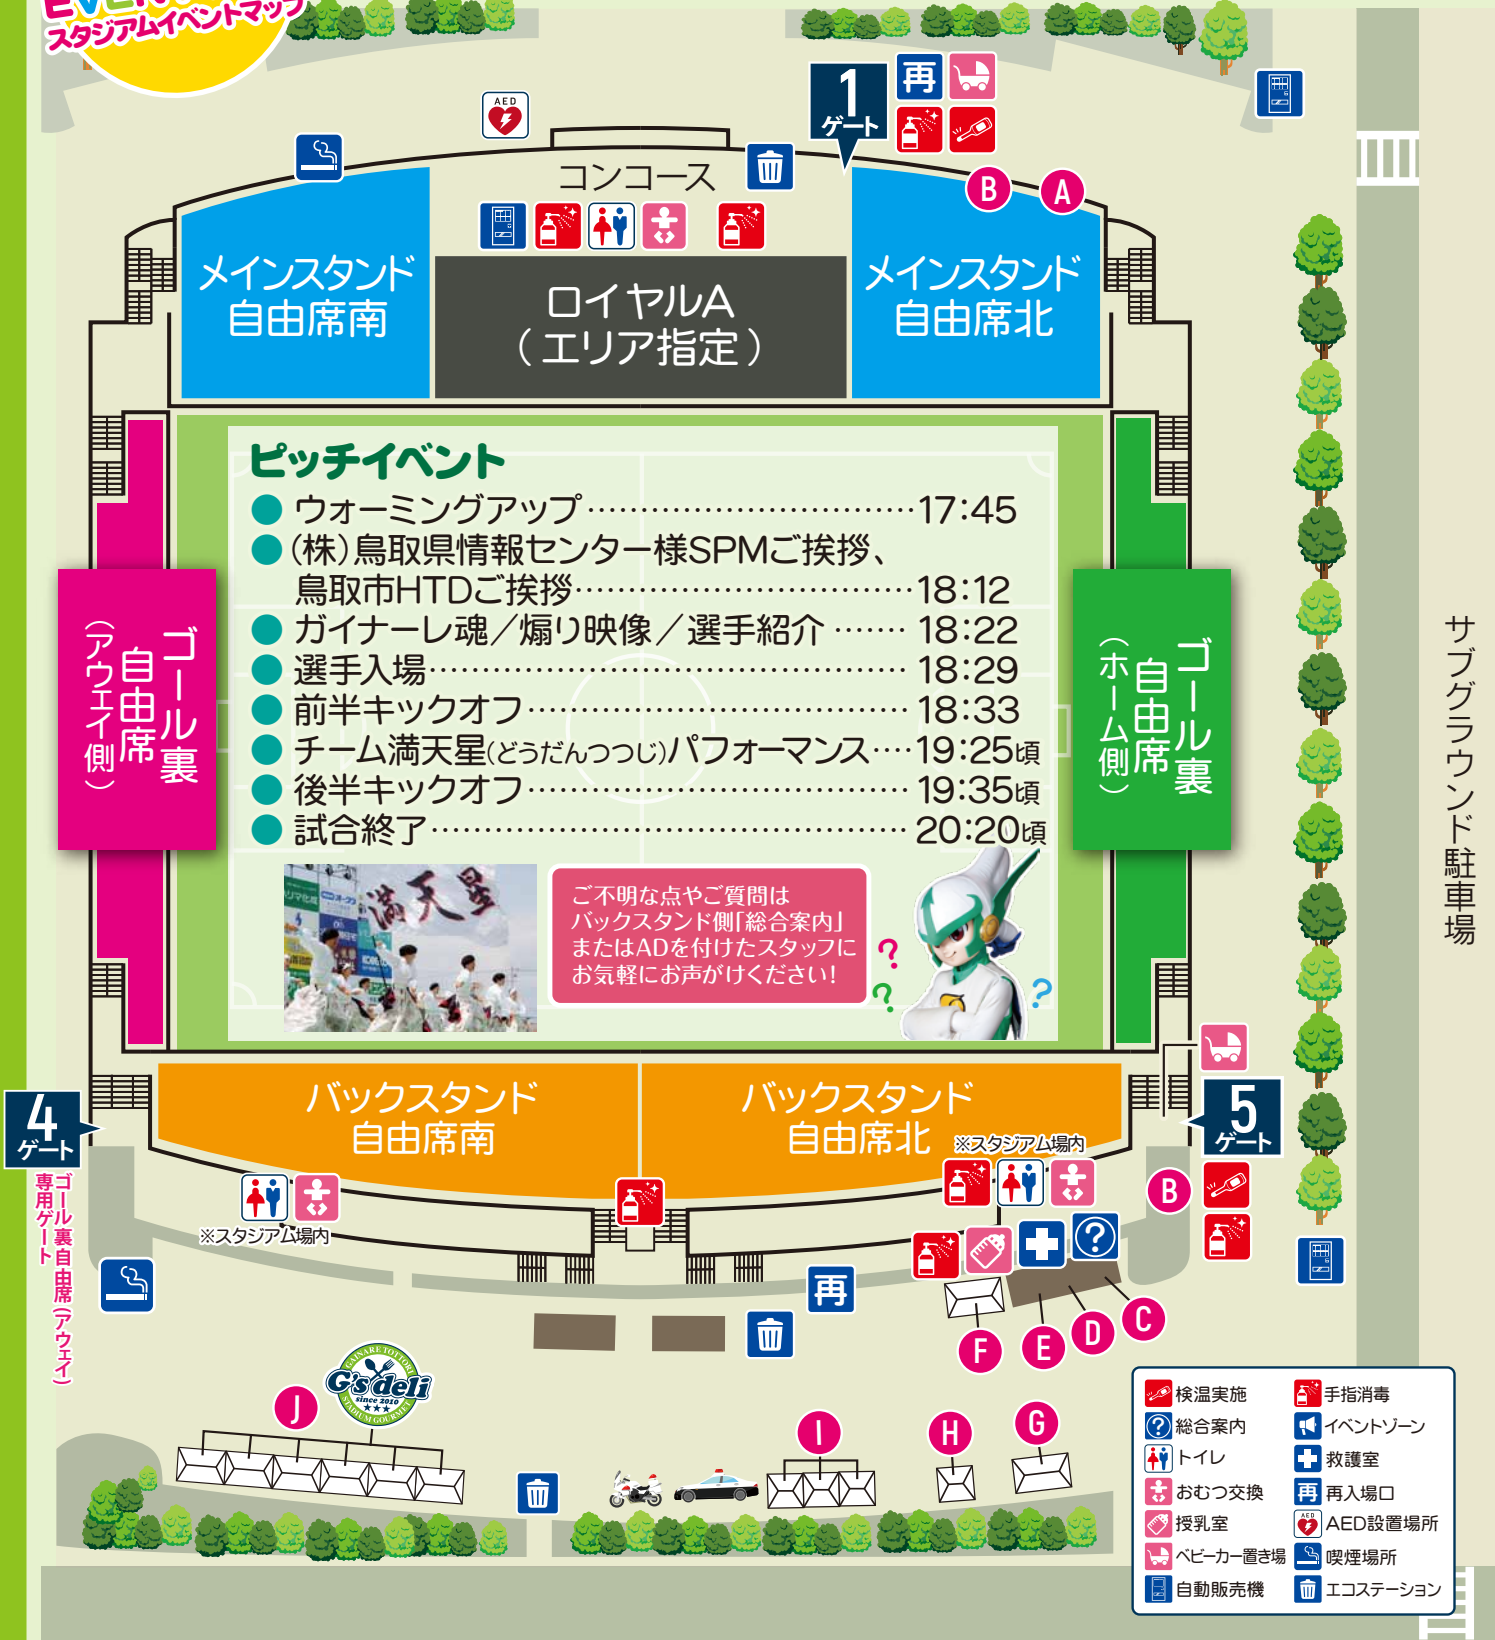 スタジアムイベントマップ
AED
1
ゲート
再
B
A
コンコース
メインスタンド
自由席南
ロイヤルA
（エリア指定）
メインスタンド
自由席北
ピッチイベント
● ウォーミングアップ……………………………17:45
● (株)鳥取県情報センター様SPMご挨拶、
鳥取市HTDご挨拶……………………………18:12
● ガイナーレ魂／煽り映像／選手紹介……18:22
● 選手入場…………………………………………18:29
● 前半キックオフ…………………………………18:33
● チーム満天星(どうだんつつじ)パフォーマンス…19:25頃
● 後半キックオフ…………………………………19:35頃
● 試合終了…………………………………………20:20頃
満天星
ご不明な点やご質問は
バックスタンド側「総合案内」
またはADを付けたスタッフに
お気軽にお声がけください！
?
?
?
ゴール裏
自由席
（アウェイ側）
ゴール裏
自由席
（ホーム側）
サブグラウンド駐車場
バックスタンド
自由席南
バックスタンド
自由席北
※スタジアム場内
※スタジアム場内
4
ゲート
ゴール裏自由席(アウェイ)
専用ゲート
5
ゲート
B
?
再
F
E
D
C
GAINARE TOTTORI
G's deli
since 2010
STADIUM GOURMET
J
I
H
G
検温実施
手指消毒
総合案内
イベントゾーン
トイレ
救護室
おむつ交換
再 再入場口
授乳室
AED設置場所
ベビーカー置き場
喫煙場所
自動販売機
エコステーション